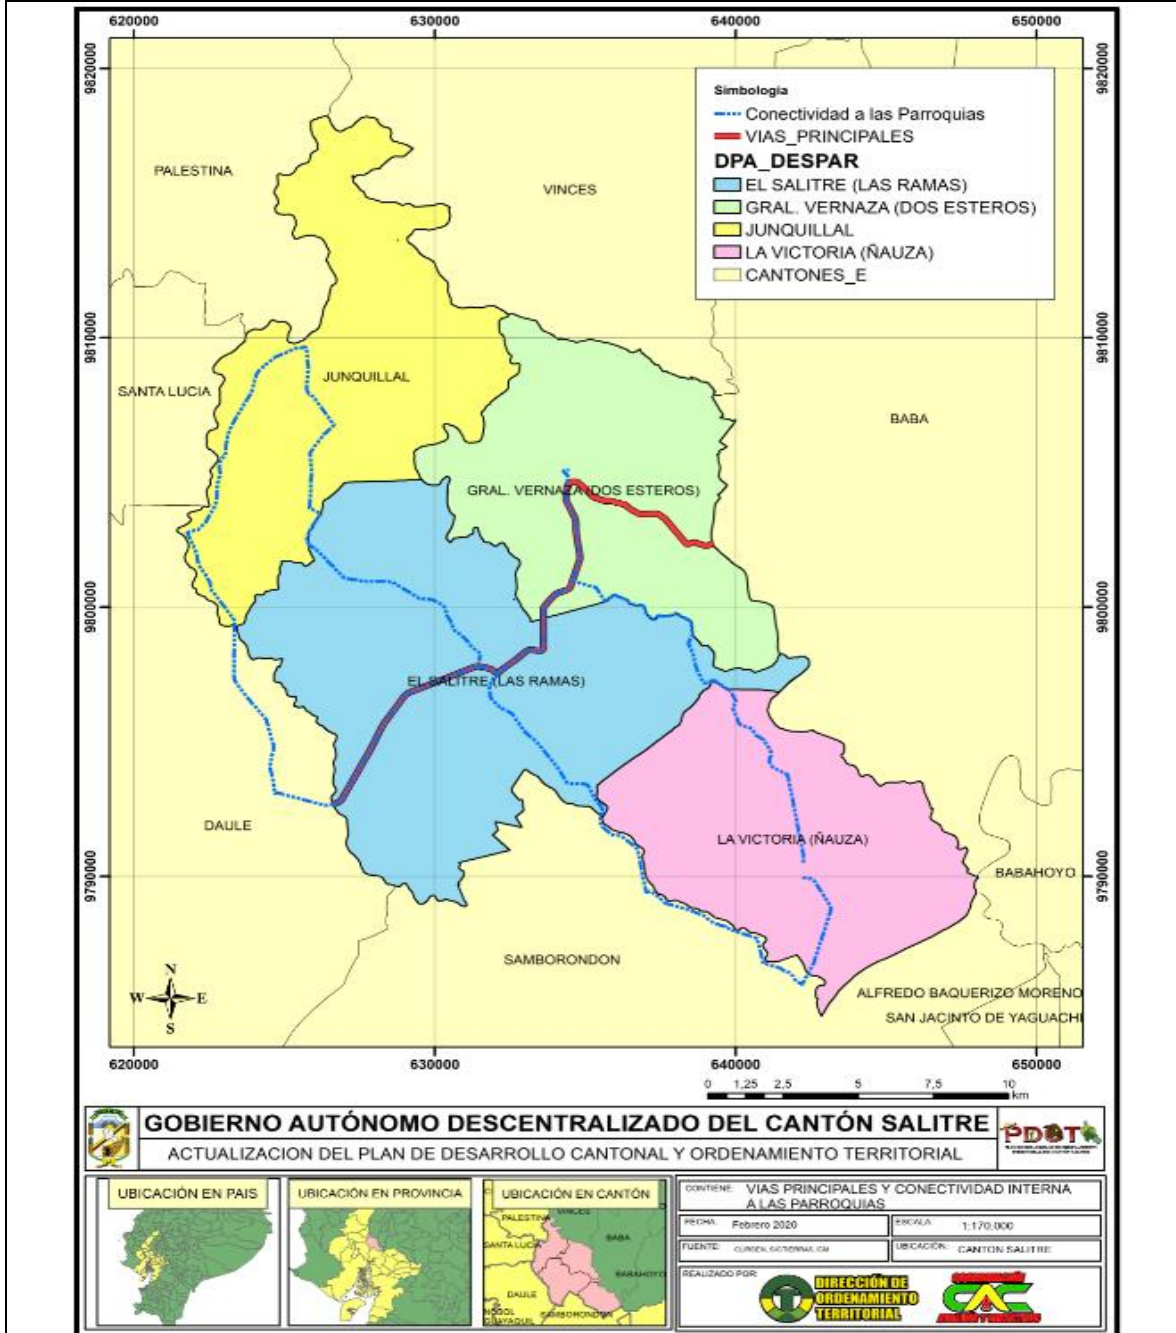 620000 630000 640000 650000
9820000 9820000
Simbología
Conectividad a las Parroquias
VIAS_PRINCIPALES
DPA_DESPAR
EL SALITRE (LAS RAMAS)
GRAL. VERNAZA (DOS ESTEROS)
JUNQUILLAL
LA VICTORIA (ÑAUZA)
CANTONES_E
PALESTINA
VINCES
9810000 9810000
JUNQUILLAL
SANTA LUCIA
BABA
GRAL. VERNAZA (DOS ESTEROS)
9800000 9800000
EL SALITRE (LAS RAMAS)
DAULE
LA VICTORIA (ÑAUZA)
9790000 9790000
BABAHOYO
SAMBORONDON
ALFREDO BAQUERIZO MORENO
SAN JACINTO DE YAGUACHI
N
W E
S
620000 630000 640000 650000
0 1,25 2,5 5 7,5 10
km
GOBIERNO AUTÓNOMO DESCENTRALIZADO DEL CANTÓN SALITRE
ACTUALIZACION DEL PLAN DE DESARROLLO CANTONAL Y ORDENAMIENTO TERRITORIAL
PDOT
UBICACIÓN EN PAIS
UBICACIÓN EN PROVINCIA
UBICACIÓN EN CANTÓN
PALESTINA
VINCES
SANTA LUCIA
BABA
BABAHOYO
DAULE
NOBOL
SAMBORONDON
GUAYAQUIL
CONTIENE: VIAS PRINCIPALES Y CONECTIVIDAD INTERNA
A LAS PARROQUIAS
FECHA: Febrero 2020
ESCALA: 1:170.000
FUENTE:
UBICACIÓN: CANTON SALITRE
REALIZADO POR:
DIRECCIÓN DE
ORDENAMIENTO
TERRITORIAL
CAC